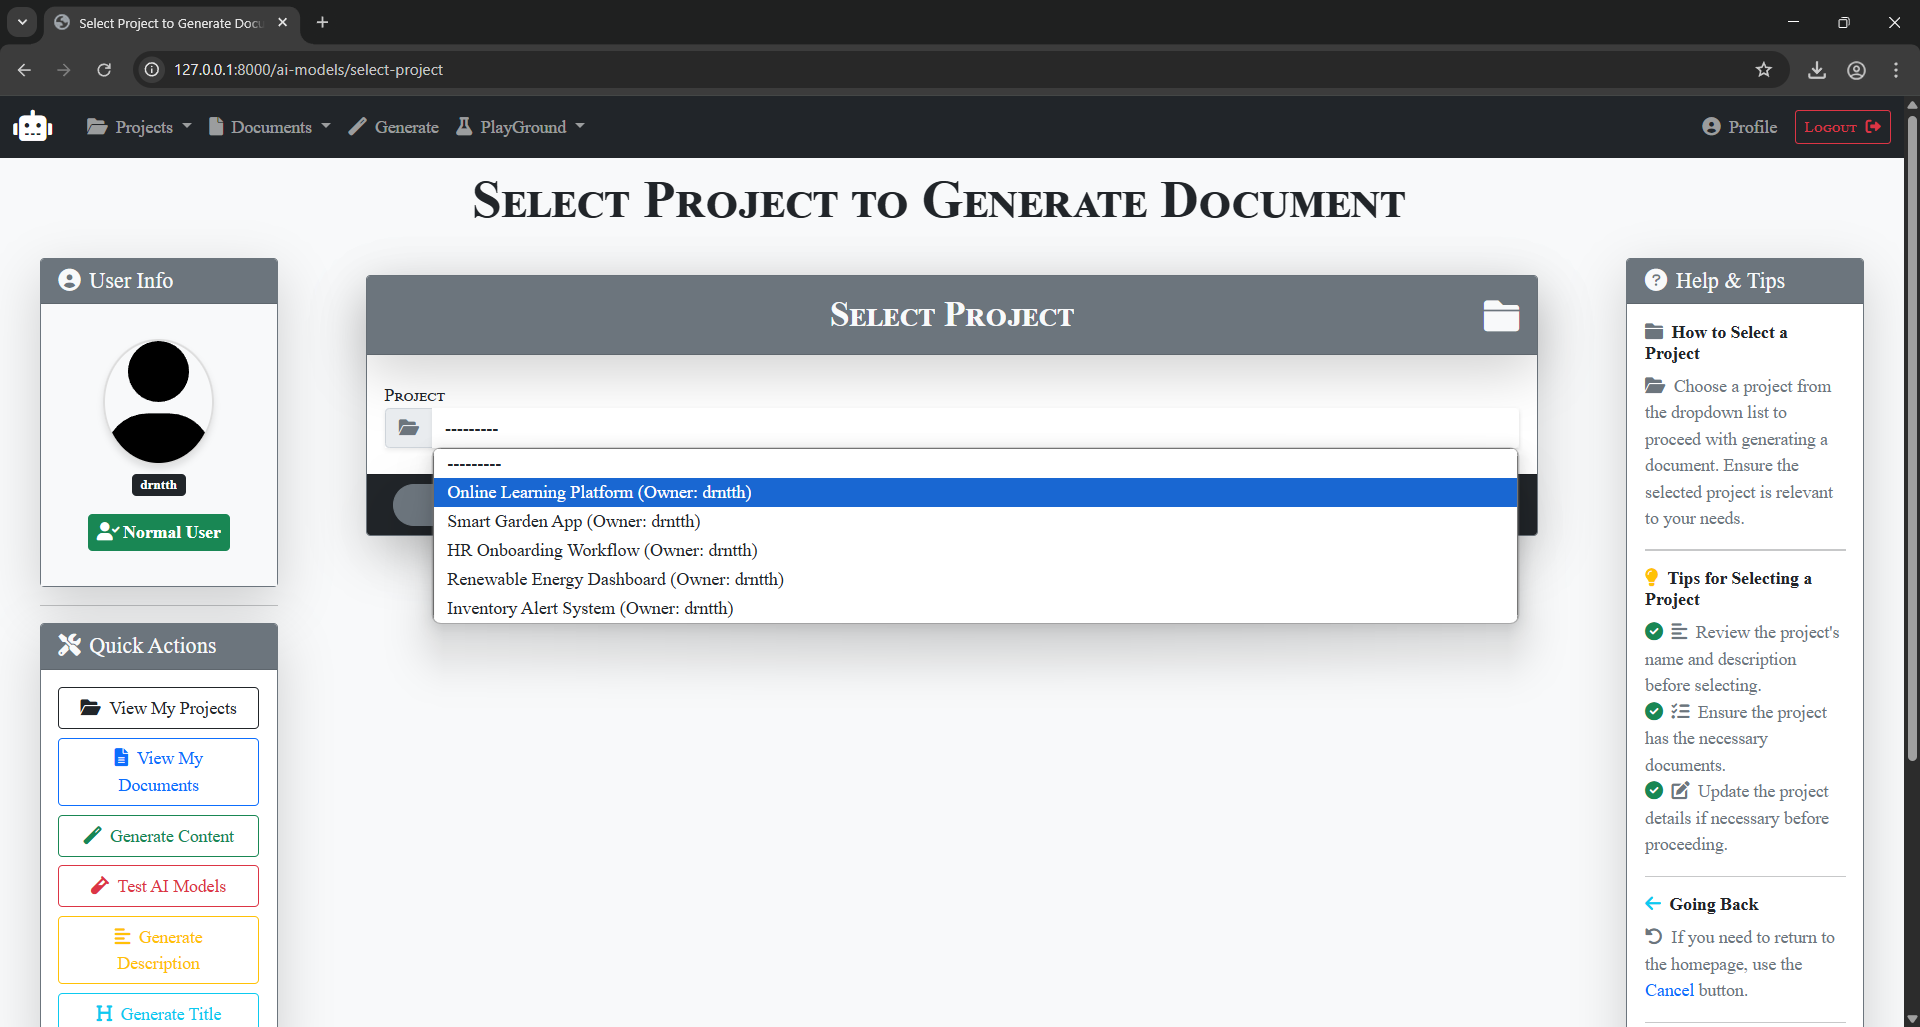 Select Project to Generate Docu
127.0.0.1:8000/ai-models/select-project
Projects
Documents
Generate
PlayGround
Profile
Logout
Select Project to Generate Document
User Info
drntth
Normal User
Quick Actions
View My Projects
View My
Documents
Generate Content
Test AI Models
Generate
Description
Generate Title
Select Project
Project
---------
---------
Online Learning Platform (Owner: drntth)
Smart Garden App (Owner: drntth)
HR Onboarding Workflow (Owner: drntth)
Renewable Energy Dashboard (Owner: drntth)
Inventory Alert System (Owner: drntth)
Help & Tips
How to Select a
Project
Choose a project from
the dropdown list to
proceed with generating a
document. Ensure the
selected project is relevant
to your needs.
Tips for Selecting a
Project
Review the project's
name and description
before selecting.
Ensure the project
has the necessary
documents.
Update the project
details if necessary before
proceeding.
Going Back
If you need to return to
the homepage, use the
Cancel button.